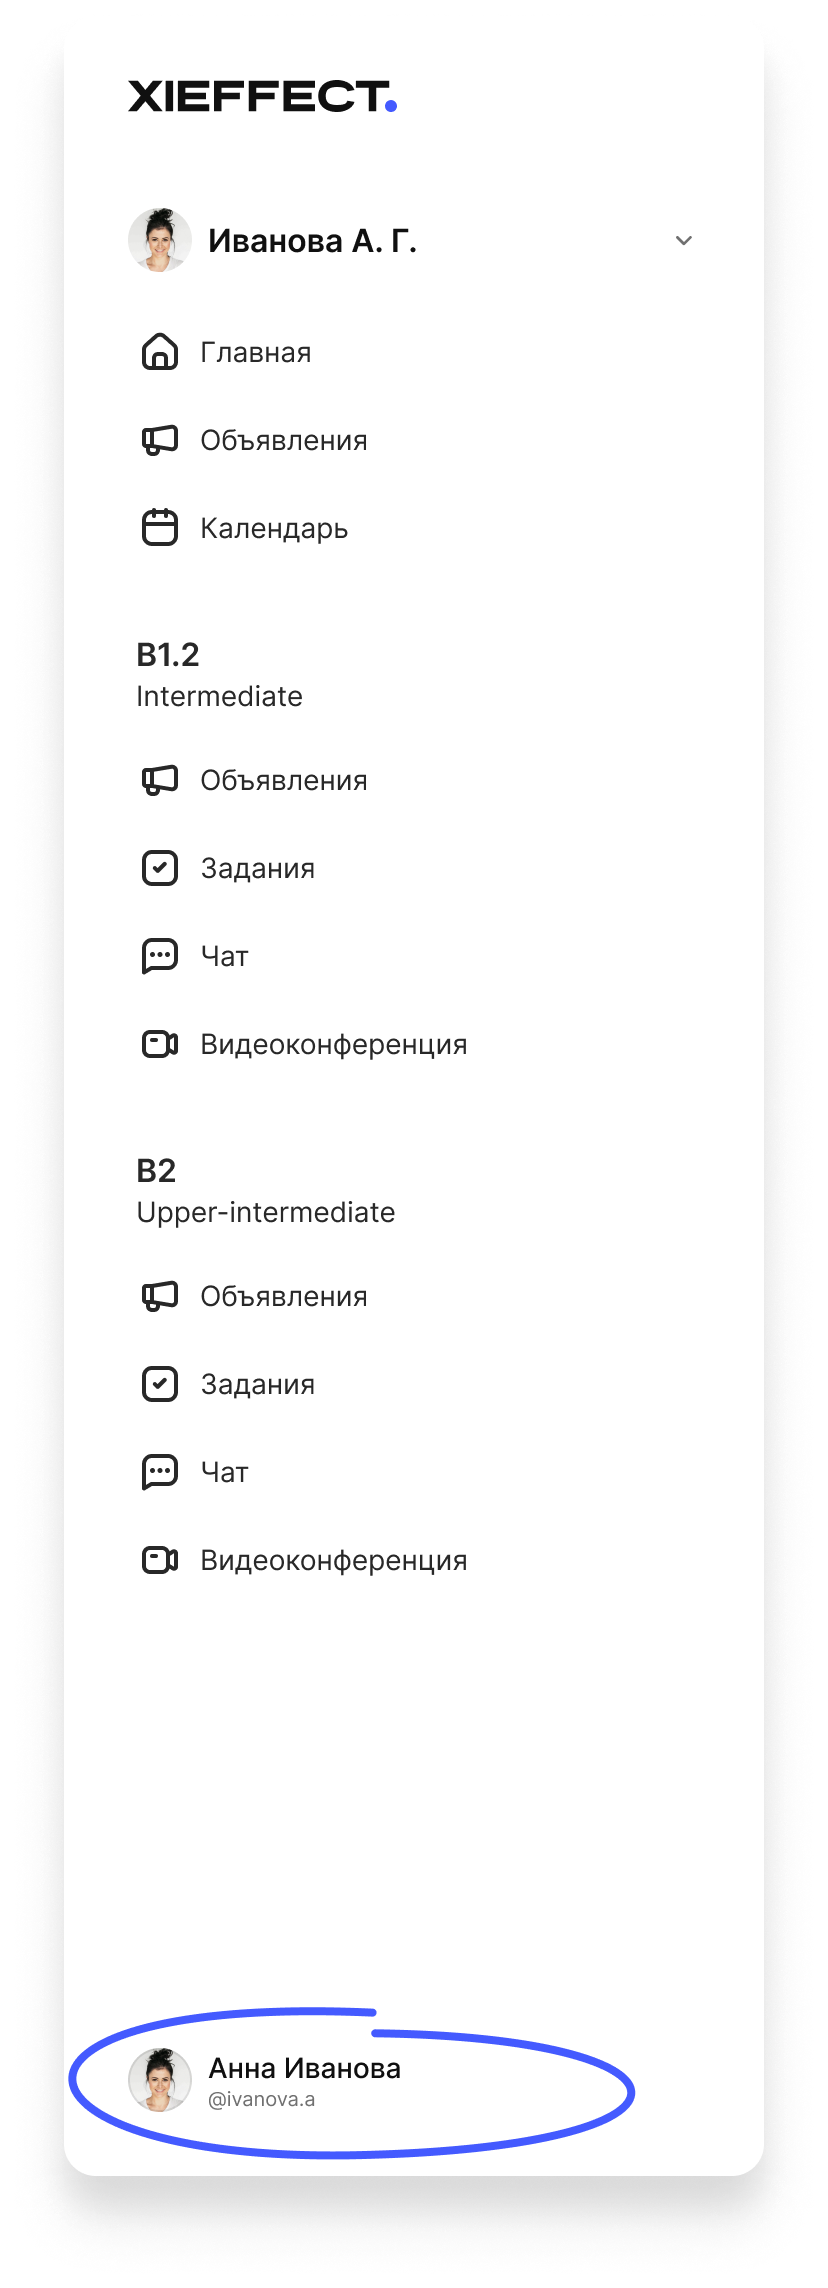 XIEFFECT.
Иванова А. Г.
Главная
Объявления
Календарь
B1.2
Intermediate
Объявления
Задания
Чат
Видеоконференция
B2
Upper-intermediate
Объявления
Задания
Чат
Видеоконференция
Анна Иванова
@ivanova.a